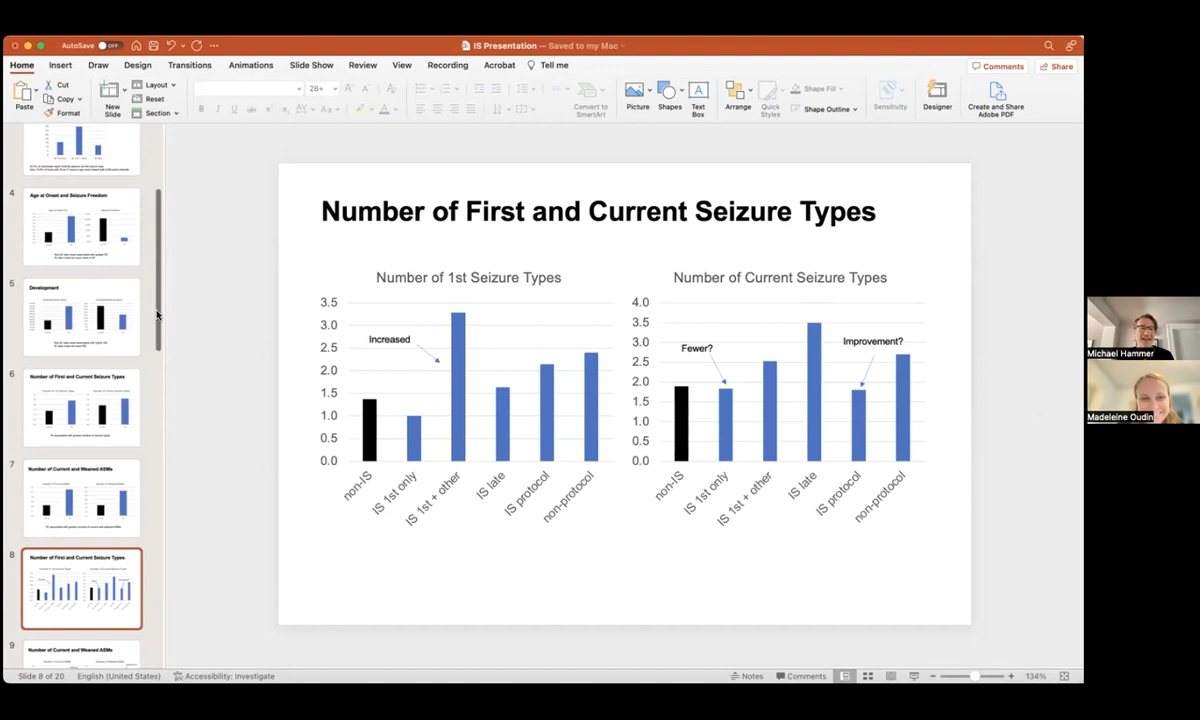 AutoSave OFF
IS Presentation — Saved to my Mac
Home Insert Draw Design Transitions Animations Slide Show Review View Recording Acrobat Tell me
Comments Share
Paste
Cut
Copy
Format
New Slide
Layout
Reset
Section
28+
Convert to SmartArt
Picture
Shapes
Text Box
Arrange
Quick Styles
Shape Fill
Shape Outline
Sensitivity
Designer
Create and Share Adobe PDF
4
Age at Onset and Seizure Freedom
5
Development
6
Number of First and Current Seizure Types
7
Number of Current and Weaned ASMs
8
Number of First and Current Seizure Types
9
Number of Current and Weaned ASMs
Number of First and Current Seizure Types
Number of 1st Seizure Types
3.5
3.0
2.5
2.0
1.5
1.0
0.5
0.0
Increased
non-IS
IS 1st only
IS 1st + other
IS late
IS protocol
non-protocol
Number of Current Seizure Types
4.0
3.5
3.0
2.5
2.0
1.5
1.0
0.5
0.0
Fewer?
Improvement?
non-IS
IS 1st only
IS 1st + other
IS late
IS protocol
non-protocol
Michael Hammer
Madeleine Oudin
Slide 8 of 20 English (United States) Accessibility: Investigate
Notes Comments 134%